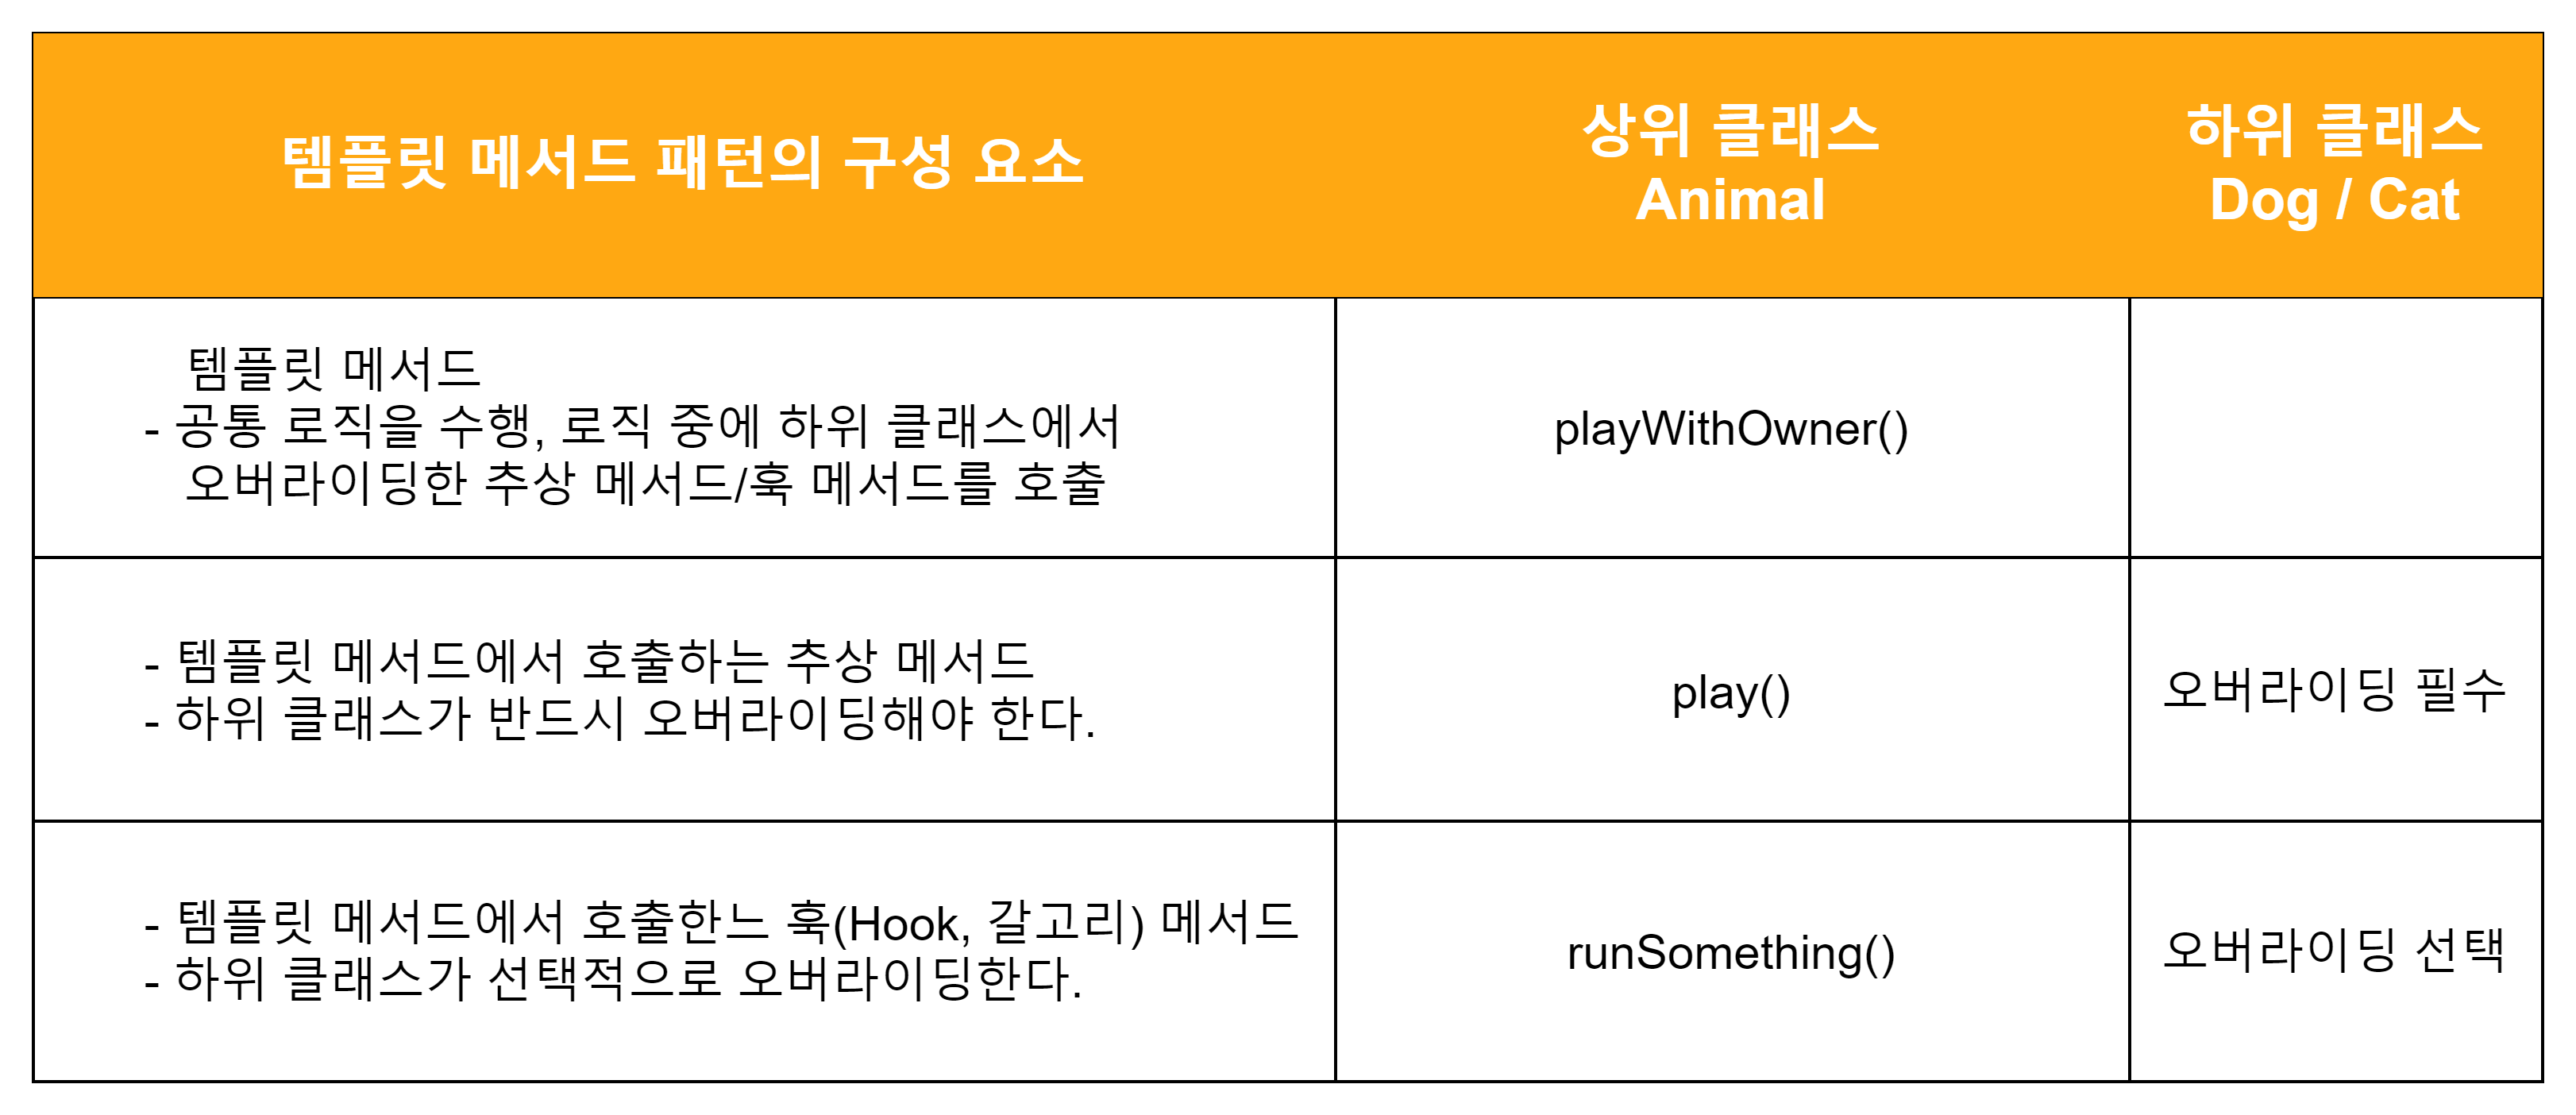 템플릿 메서드 패턴의 구성 요소
상위 클래스
Animal
하위 클래스
Dog / Cat
템플릿 메서드
- 공통 로직을 수행, 로직 중에 하위 클래스에서
오버라이딩한 추상 메서드/훅 메서드를 호출
playWithOwner()
- 템플릿 메서드에서 호출하는 추상 메서드
- 하위 클래스가 반드시 오버라이딩해야 한다.
play()
오버라이딩 필수
- 템플릿 메서드에서 호출한느 훅(Hook, 갈고리) 메서드
- 하위 클래스가 선택적으로 오버라이딩한다.
runSomething()
오버라이딩 선택